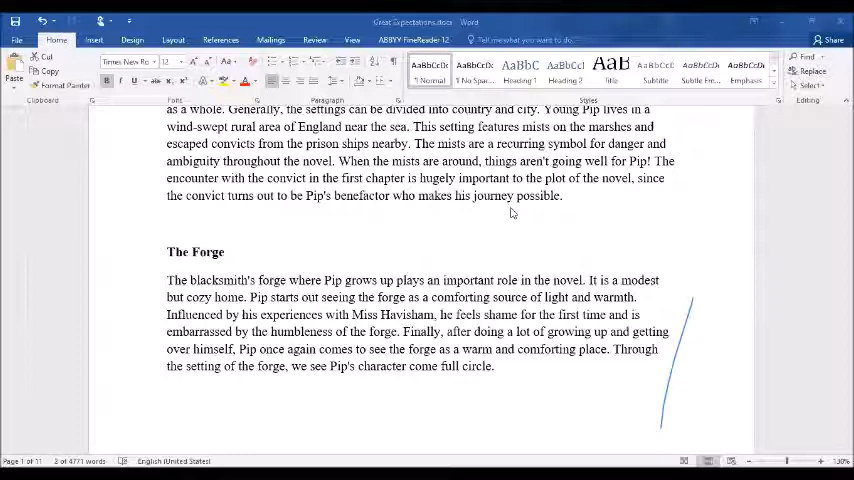 Great Expectations.docx - Word
File Home Insert Design Layout References Mailings Review View ABBYY FineReader 12 Tell me what you want to do... Share
Paste Cut Copy Format Painter
Clipboard
Times New Ro 12
B I U abc X₂ X² A
Font
Paragraph
AaBbCcDc ¶ Normal
AaBbCcDc ¶ No Spac...
AaBbC Heading 1
AaBbCcI Heading 2
AaB Title
AaBbCcC Subtitle
AaBbCcDc Subtle Em...
AaBbCcDc Emphasis
Styles
Find Replace Select
Editing
as a whole. Generally, the settings can be divided into country and city. Young Pip lives in a
wind-swept rural area of England near the sea. This setting features mists on the marshes and
escaped convicts from the prison ships nearby. The mists are a recurring symbol for danger and
ambiguity throughout the novel. When the mists are around, things aren't going well for Pip! The
encounter with the convict in the first chapter is hugely important to the plot of the novel, since
the convict turns out to be Pip's benefactor who makes his journey possible.
The Forge
The blacksmith's forge where Pip grows up plays an important role in the novel. It is a modest
but cozy home. Pip starts out seeing the forge as a comforting source of light and warmth.
Influenced by his experiences with Miss Havisham, he feels shame for the first time and is
embarrassed by the humbleness of the forge. Finally, after doing a lot of growing up and getting
over himself, Pip once again comes to see the forge as a warm and comforting place. Through
the setting of the forge, we see Pip's character come full circle.
Page 1 of 11 2 of 4771 words English (United States) 130%